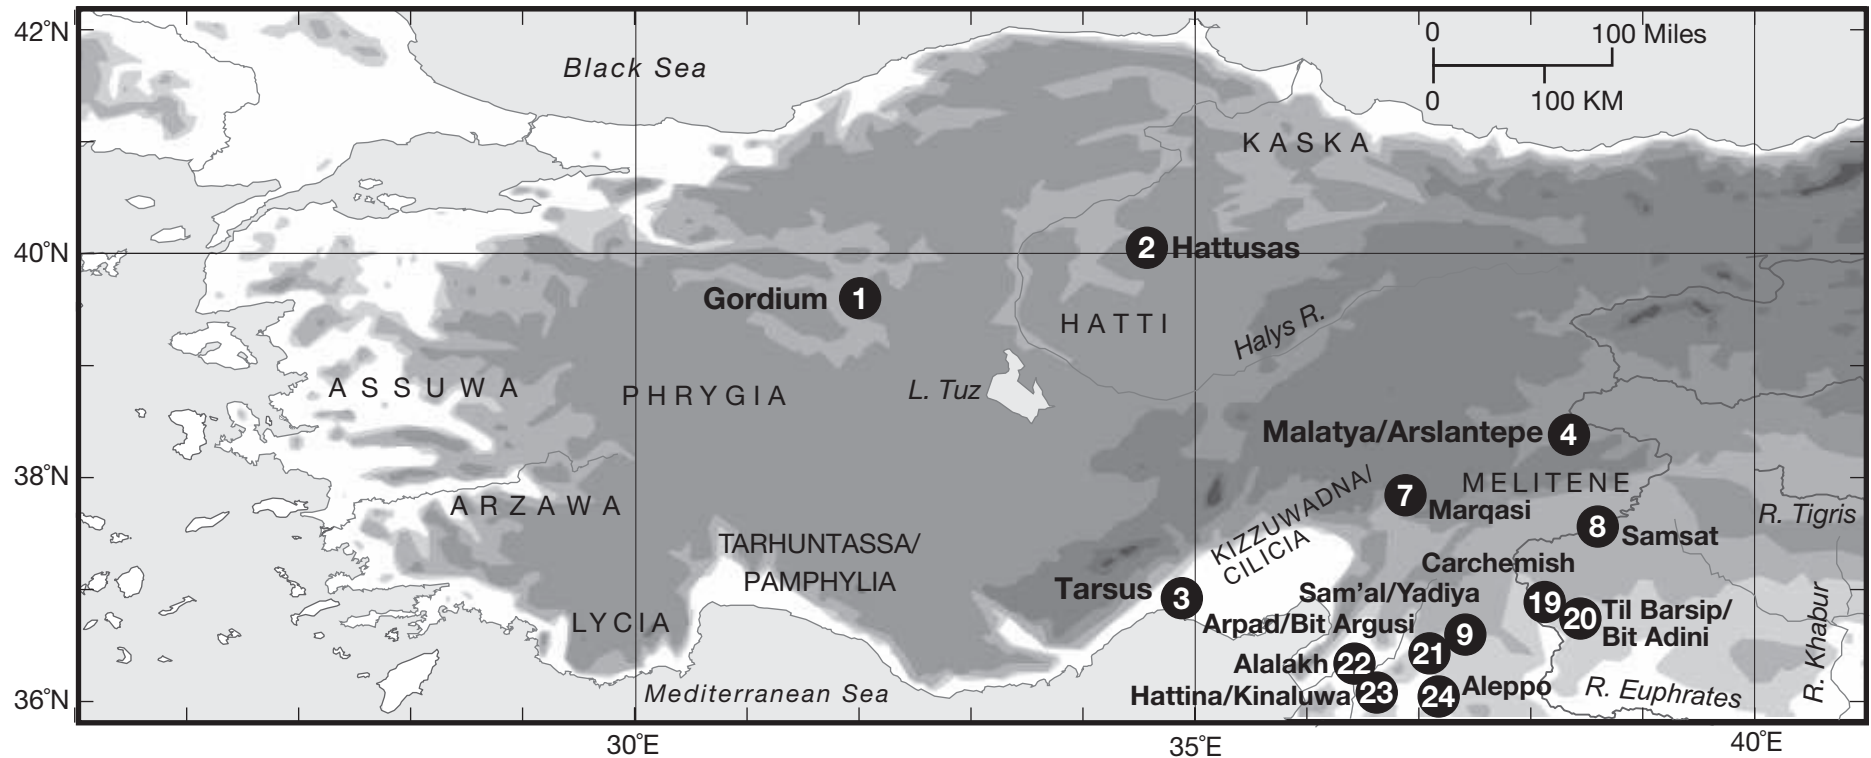 42°N
Black Sea
0 100 Miles
0 100 KM
KASKA
40°N
2 Hattusas
Gordium 1
HATTI
Halys R.
ASSUWA
PHRYGIA
L. Tuz
Malatya/Arslantepe 4
38°N
MELITENE
7
Marqasi
ARZAWA
KIZZUWADNA/
CILICIA
R. Tigris
8 Samsat
TARHUNTASSA/
PAMPHYLIA
Carchemish
Tarsus 3
Sam'al/Yadiya
19
20 Til Barsip/
Bit Adini
LYCIA
Arpad/Bit Argusi
9
21
R. Khabur
Alalakh 22
Mediterranean Sea
Hattina/Kinaluwa 23
24 Aleppo
R. Euphrates
36°N
30°E
35°E
40°E